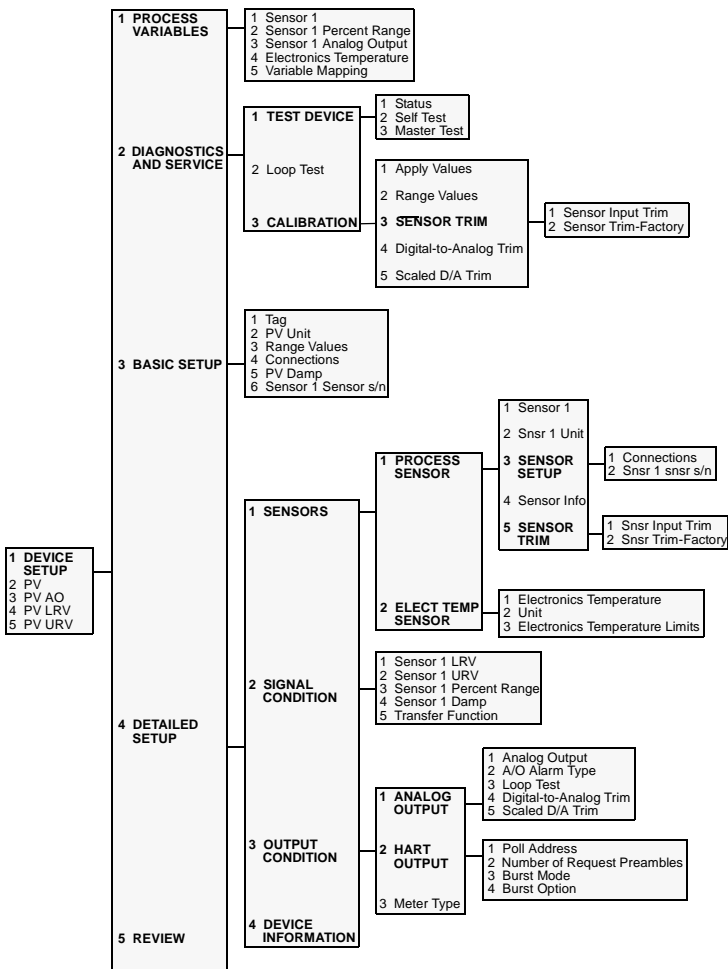 1 PROCESS
VARIABLES
1 Sensor 1
2 Sensor 1 Percent Range
3 Sensor 1 Analog Output
4 Electronics Temperature
5 Variable Mapping
2 DIAGNOSTICS
AND SERVICE
1 TEST DEVICE
2 Loop Test
3 CALIBRATION
1 Status
2 Self Test
3 Master Test
1 Apply Values
2 Range Values
3 SENSOR TRIM
4 Digital-to-Analog Trim
5 Scaled D/A Trim
1 Sensor Input Trim
2 Sensor Trim-Factory
3 BASIC SETUP
1 Tag
2 PV Unit
3 Range Values
4 Connections
5 PV Damp
6 Sensor 1 Sensor s/n
1 DEVICE
SETUP
2 PV
3 PV AO
4 PV LRV
5 PV URV
4 DETAILED
SETUP
1 SENSORS
1 PROCESS
SENSOR
1 Sensor 1
2 Snsr 1 Unit
3 SENSOR
SETUP
4 Sensor Info
5 SENSOR
TRIM
1 Connections
2 Snsr 1 snsr s/n
1 Snsr Input Trim
2 Snsr Trim-Factory
2 ELECT TEMP
SENSOR
1 Electronics Temperature
2 Unit
3 Electronics Temperature Limits
2 SIGNAL
CONDITION
1 Sensor 1 LRV
2 Sensor 1 URV
3 Sensor 1 Percent Range
4 Sensor 1 Damp
5 Transfer Function
3 OUTPUT
CONDITION
1 ANALOG
OUTPUT
1 Analog Output
2 A/O Alarm Type
3 Loop Test
4 Digital-to-Analog Trim
5 Scaled D/A Trim
2 HART
OUTPUT
1 Poll Address
2 Number of Request Preambles
3 Burst Mode
4 Burst Option
3 Meter Type
4 DEVICE
INFORMATION
5 REVIEW